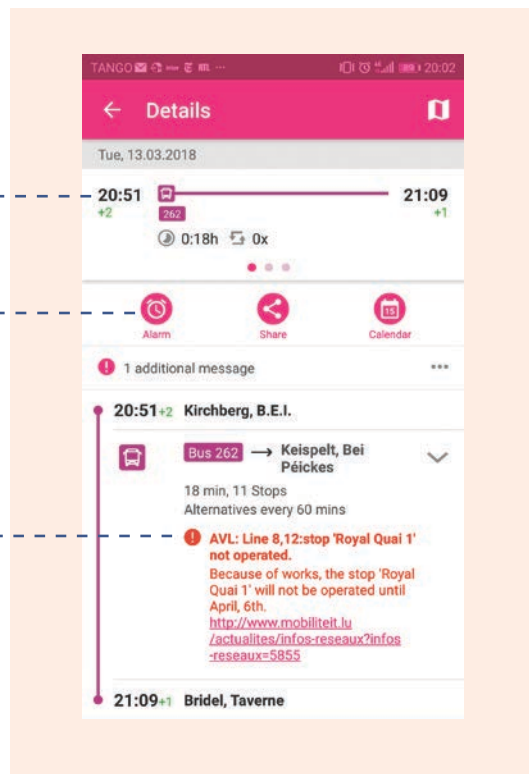 TANGO 20:02
Details
Tue, 13.03.2018
20:51 21:09
+2 262 +1
0:18h 0x
Alarm Share Calendar
15
1 additional message
20:51+2 Kirchberg, B.E.I.
Bus 262 → Keispelt, Bei
Péickes
18 min, 11 Stops
Alternatives every 60 mins
AVL: Line 8,12:stop 'Royal Quai 1'
not operated.
Because of works, the stop 'Royal
Quai 1' will not be operated until
April, 6th.
http://www.mobiliteit.lu
/actualites/infos-reseaux?infos
-reseaux=5855
21:09+1 Bridel, Taverne